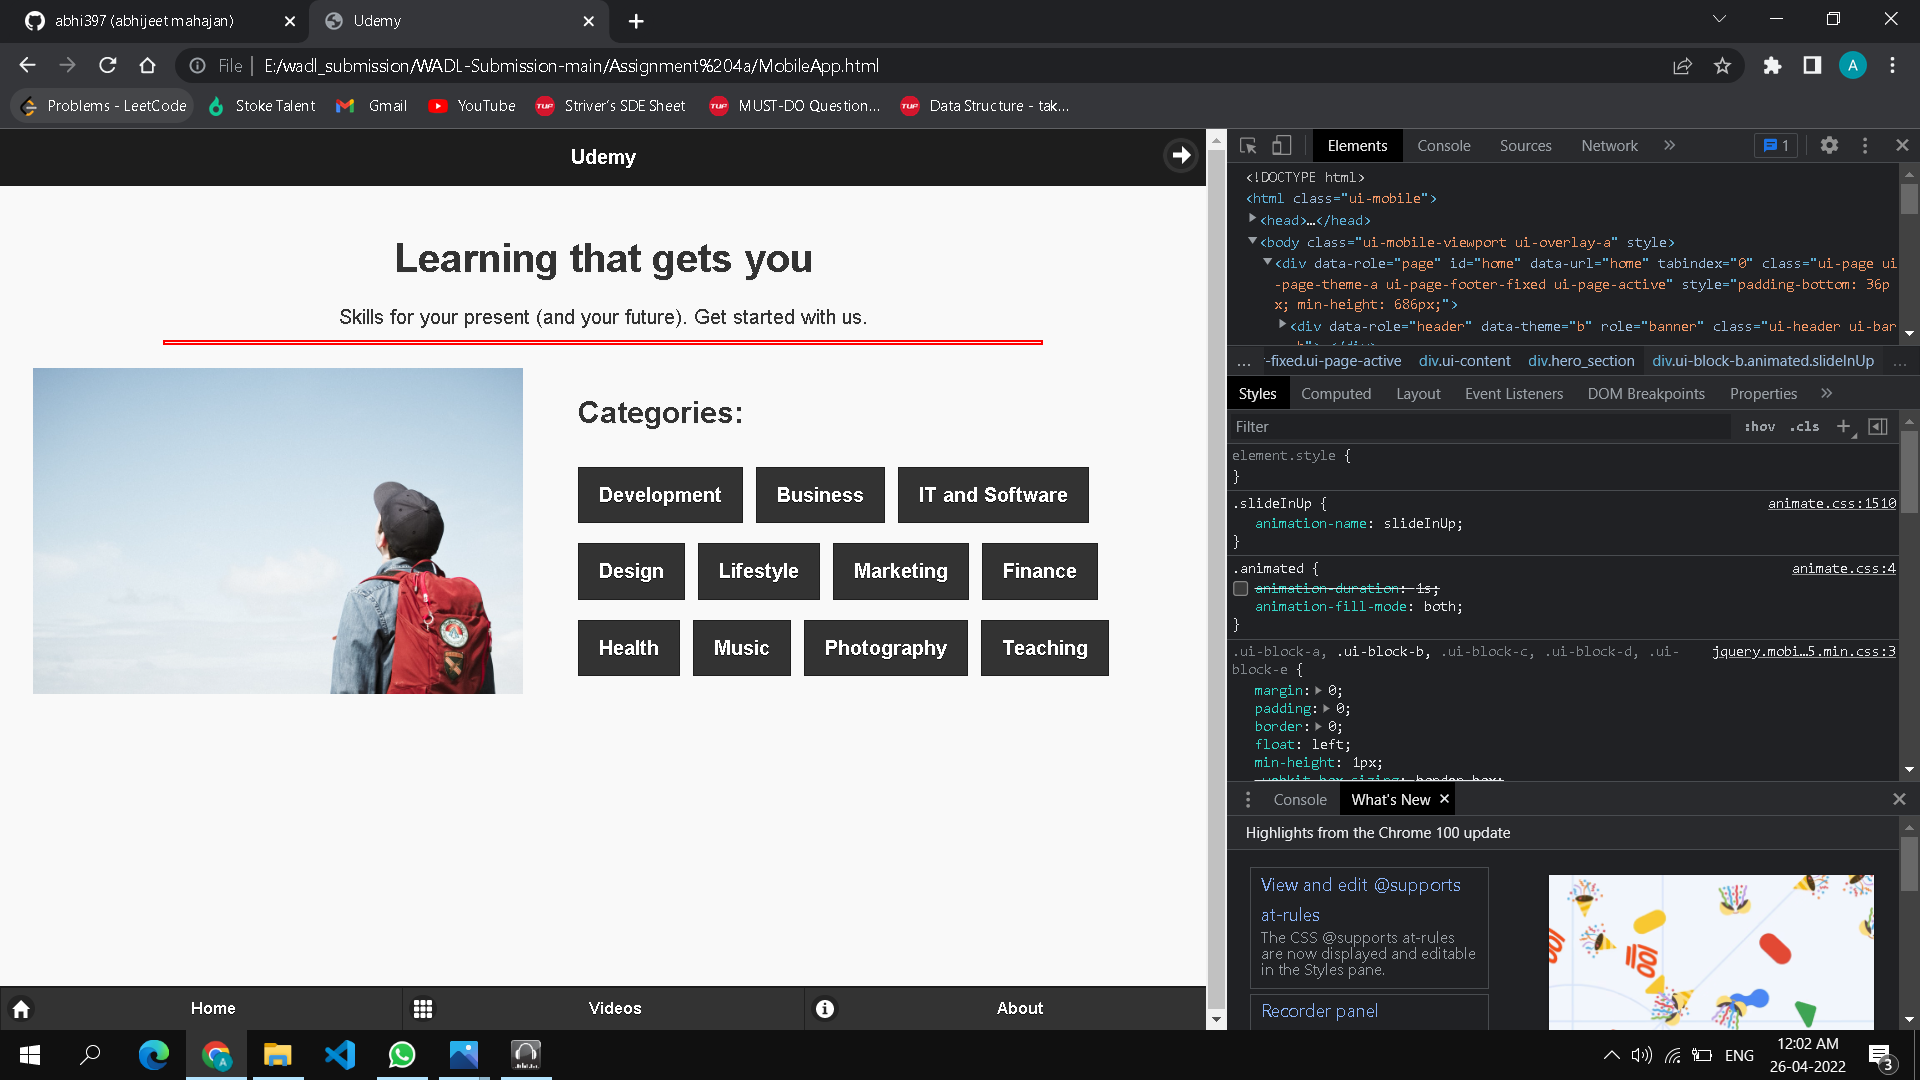 abhi397 (abhijeet mahajan)
Udemy
File | E:/wadl_submission/WADL-Submission-main/Assignment%204a/MobileApp.html
A
Problems - LeetCode
Stoke Talent
Gmail
YouTube
Striver's SDE Sheet
MUST-DO Question...
Data Structure - tak...
Udemy
Learning that gets you
Skills for your present (and your future). Get started with us.
Categories:
Development Business IT and Software
Design Lifestyle Marketing Finance
Health Music Photography Teaching
Home
Videos
About
Elements Console Sources Network » 1
<!DOCTYPE html>
<html class="ui-mobile">
<head>…</head>
<body class="ui-mobile-viewport ui-overlay-a" style>
<div data-role="page" id="home" data-url="home" tabindex="0" class="ui-page ui
-page-theme-a ui-page-footer-fixed ui-page-active" style="padding-bottom: 36p
x; min-height: 686px;">
<div data-role="header" data-theme="b" role="banner" class="ui-header ui-bar
… r-fixed.ui-page-active div.ui-content div.hero_section div.ui-block-b.animated.slideInUp …
Styles Computed Layout Event Listeners DOM Breakpoints Properties »
Filter :hov .cls +
element.style {
}
.slideInUp { animate.css:1510
animation-name: slideInUp;
}
.animated { animate.css:4
animation-duration: 1s;
animation-fill-mode: both;
}
.ui-block-a, .ui-block-b, .ui-block-c, .ui-block-d, .ui- jquery.mobi…5.min.css:3
block-e {
margin: 0;
padding: 0;
border: 0;
float: left;
min-height: 1px;
-webkit-box-sizing: border-box;
Console What's New
Highlights from the Chrome 100 update
View and edit @supports
at-rules
The CSS @supports at-rules
are now displayed and editable
in the Styles pane.
Recorder panel
A
ENG
12:02 AM
26-04-2022
3